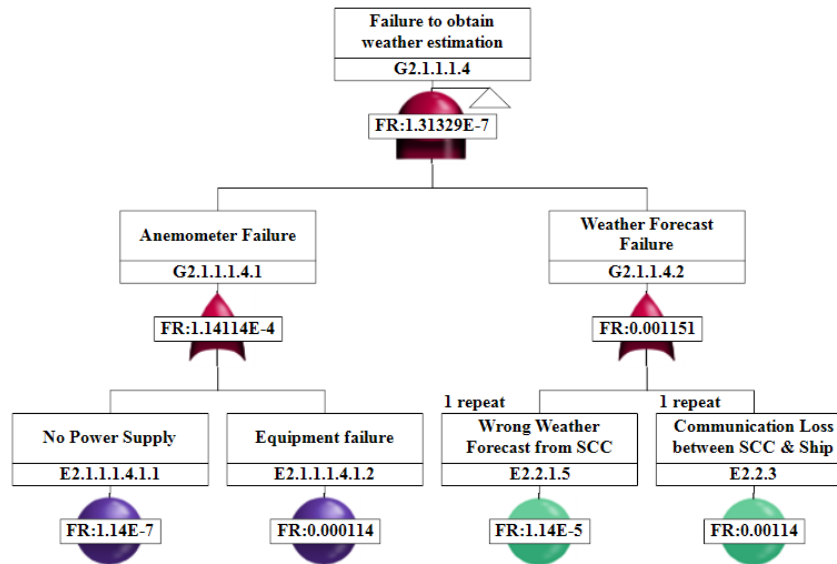 Failure to obtain
weather estimation
G2.1.1.1.4
FR:1.31329E-7
Anemometer Failure
G2.1.1.1.4.1
FR:1.14114E-4
Weather Forecast
Failure
G2.1.1.4.2
FR:0.001151
No Power Supply
E2.1.1.1.4.1.1
FR:1.14E-7
Equipment failure
E2.1.1.1.4.1.2
FR:0.000114
1 repeat
Wrong Weather
Forecast from SCC
E2.2.1.5
FR:1.14E-5
1 repeat
Communication Loss
between SCC & Ship
E2.2.3
FR:0.00114